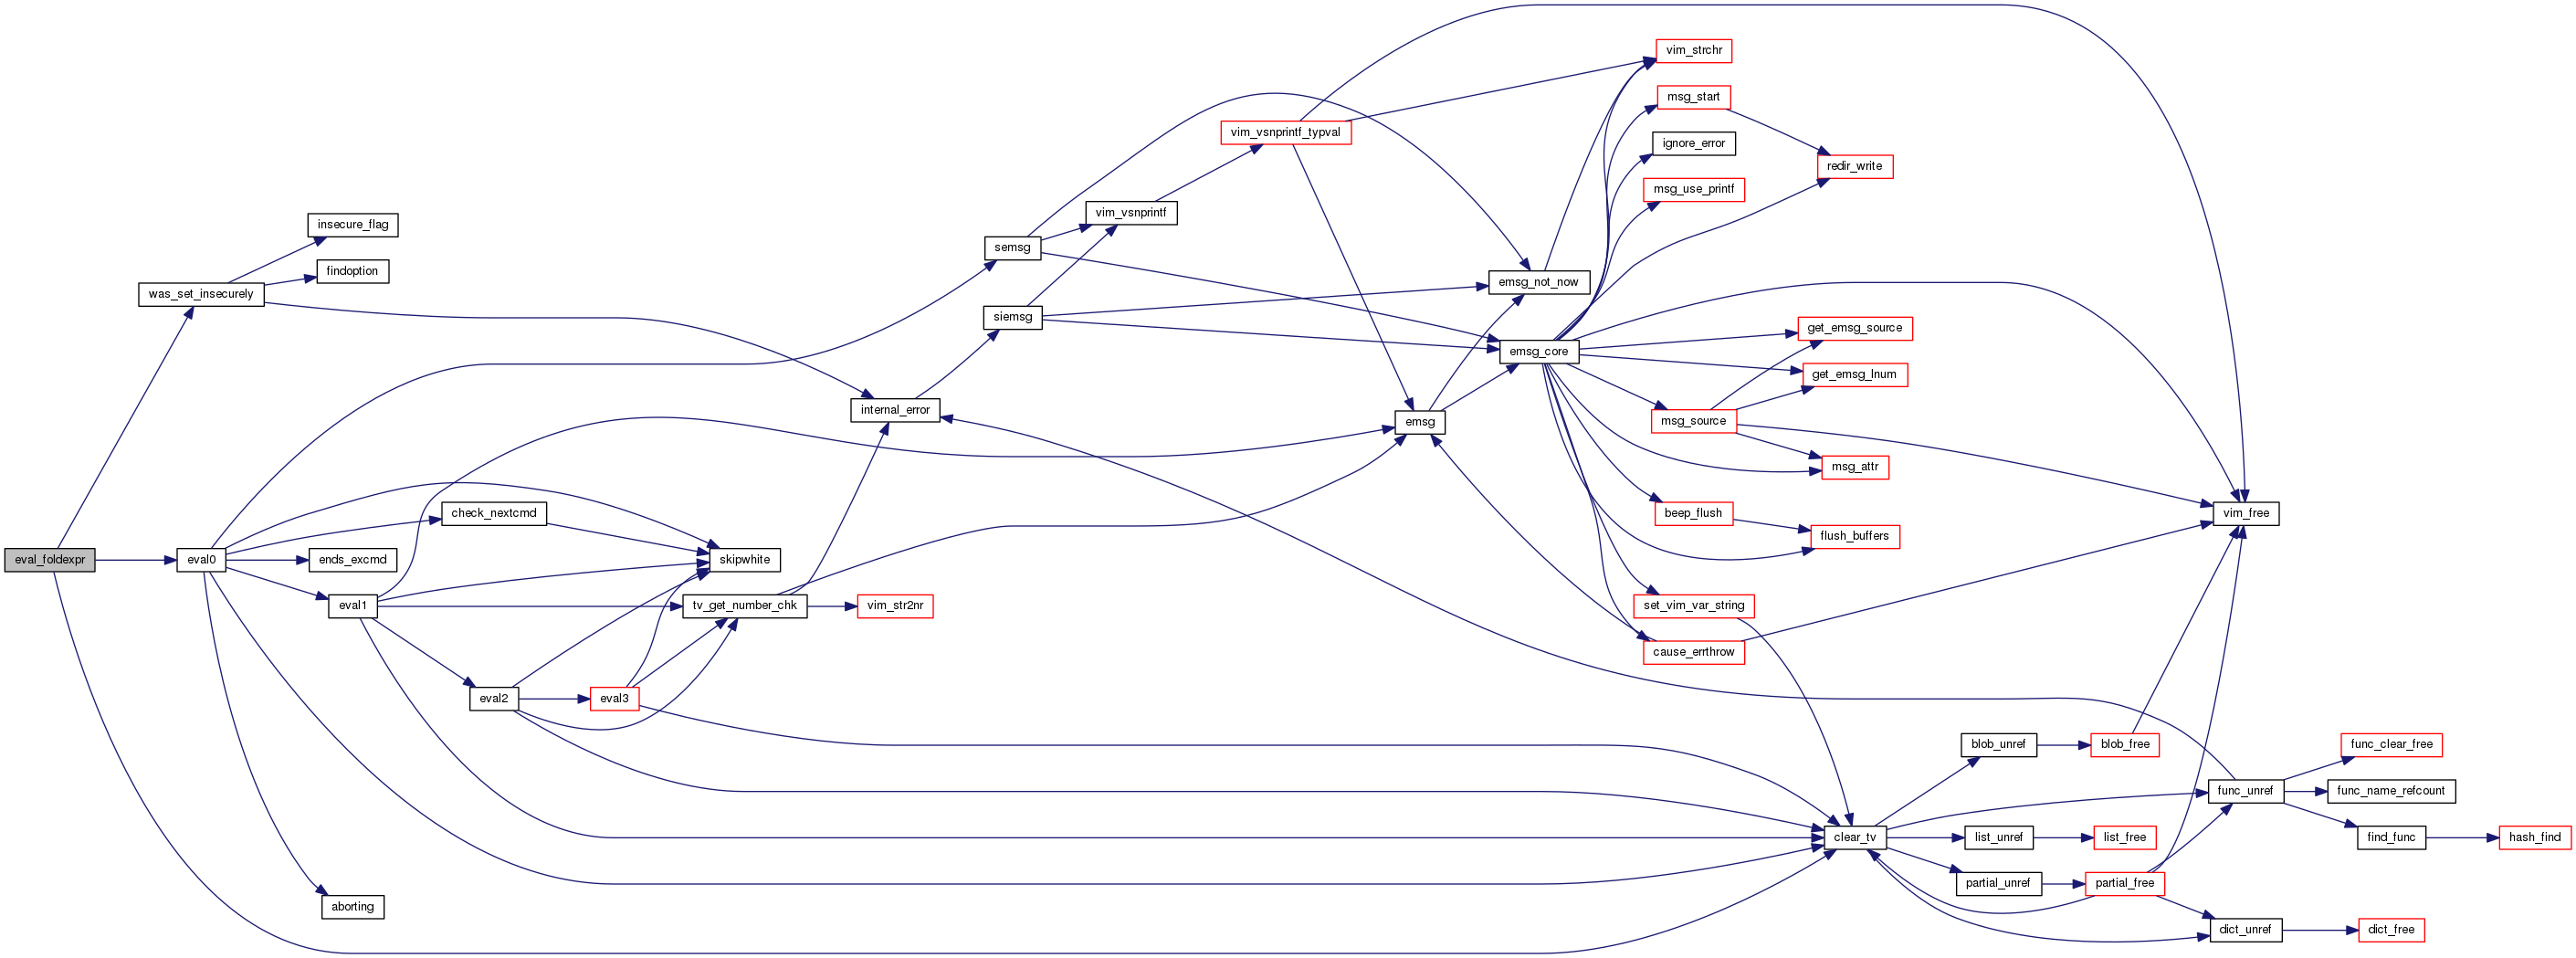 vim_strchr
msg_start
vim_vsnprintf_typval
ignore_error
redir_write
msg_use_printf
vim_vsnprintf
insecure_flag
semsg
findoption
emsg_not_now
was_set_insecurely
siemsg
get_emsg_source
emsg_core
get_emsg_lnum
internal_error
msg_source
emsg
msg_attr
check_nextcmd
beep_flush
vim_free
flush_buffers
eval_foldexpr
eval0
ends_excmd
skipwhite
eval1
tv_get_number_chk
vim_str2nr
set_vim_var_string
cause_errthrow
eval2
eval3
blob_unref
blob_free
func_clear_free
func_unref
func_name_refcount
clear_tv
list_unref
list_free
find_func
hash_find
partial_unref
partial_free
aborting
dict_unref
dict_free